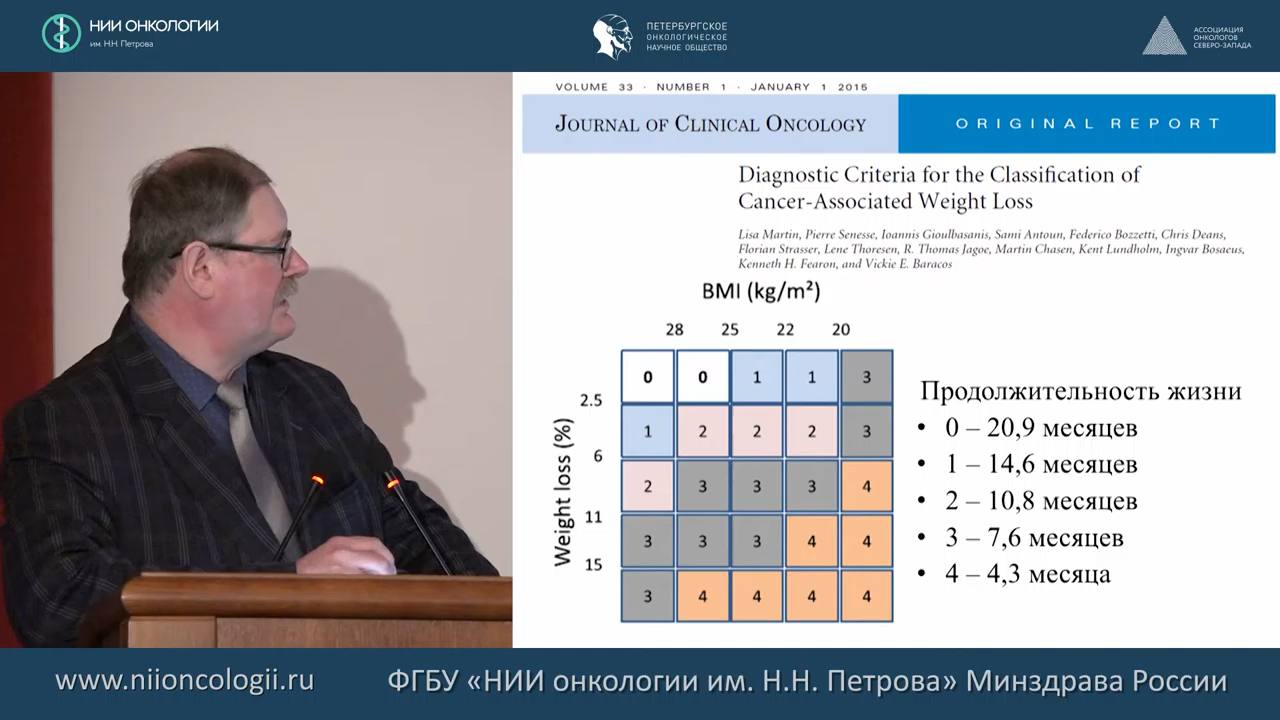 НИИ ОНКОЛОГИИ
им. Н.Н. Петрова
ПЕТЕРБУРГСКОЕ
ОНКОЛОГИЧЕСКОЕ
НАУЧНОЕ ОБЩЕСТВО
АССОЦИАЦИЯ
ОНКОЛОГОВ
СЕВЕРО-ЗАПАДА
VOLUME 33 · NUMBER 1 · JANUARY 1 2015
JOURNAL OF CLINICAL ONCOLOGY
ORIGINAL REPORT
Diagnostic Criteria for the Classification of
Cancer-Associated Weight Loss
Lisa Martin, Pierre Senesse, Ioannis Gioulbasanis, Sami Antoun, Federico Bozzetti, Chris Deans,
Florian Strasser, Lene Thoresen, R. Thomas Jagoe, Martin Chasen, Kent Lundholm, Ingvar Bosaeus,
Kenneth H. Fearon, and Vickie E. Baracos
BMI (kg/m²)
28 25 22 20
0 0 1 1 3
2.5
1 2 2 2 3
6
2 3 3 3 4
11
3 3 3 4 4
15
3 4 4 4 4
Weight loss (%)
Продолжительность жизни
• 0 – 20,9 месяцев
• 1 – 14,6 месяцев
• 2 – 10,8 месяцев
• 3 – 7,6 месяцев
• 4 – 4,3 месяца
www.niioncologii.ru
ФГБУ «НИИ онкологии им. Н.Н. Петрова» Минздрава России